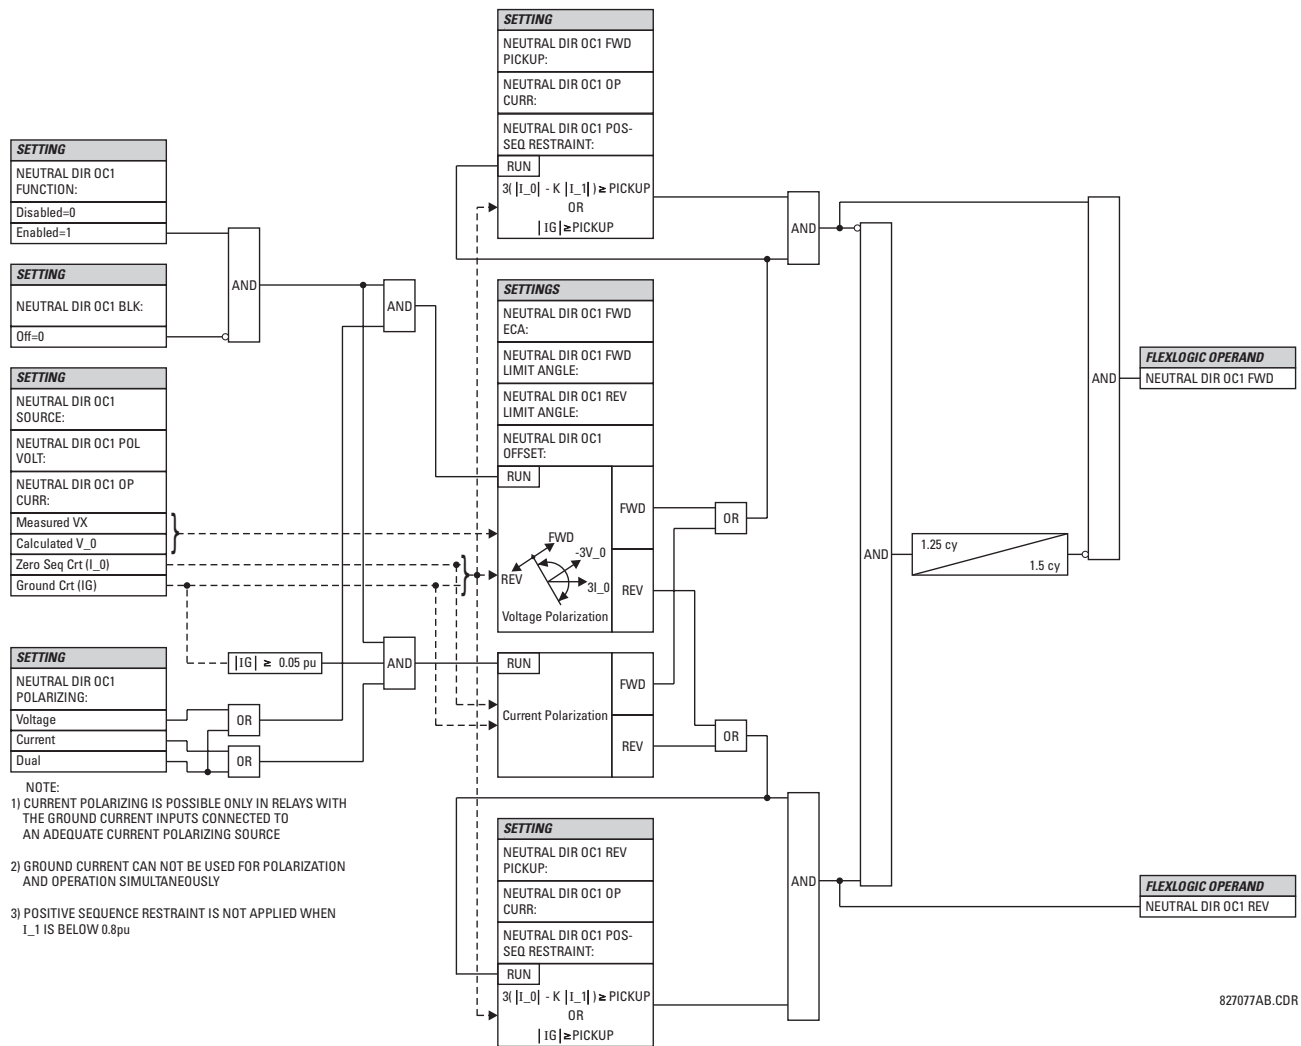 SETTING
NEUTRAL DIR OC1 FWD
PICKUP:
NEUTRAL DIR OC1 OP
CURR:
NEUTRAL DIR OC1 POS-
SEQ RESTRAINT:
RUN
3( |I_0| - K |I_1| ) ≥ PICKUP
OR
| IG| ≥PICKUP
SETTING
NEUTRAL DIR OC1
FUNCTION:
Disabled=0
Enabled=1
SETTING
NEUTRAL DIR OC1 BLK:
Off=0
AND
AND
SETTING
NEUTRAL DIR OC1
SOURCE:
NEUTRAL DIR OC1 POL
VOLT:
NEUTRAL DIR OC1 OP
CURR:
Measured VX
Calculated V_0
Zero Seq Crt (I_0)
Ground Crt (IG)
SETTING
NEUTRAL DIR OC1
POLARIZING:
Voltage
Current
Dual
OR
OR
|IG| ≥ 0.05 pu
AND
SETTINGS
NEUTRAL DIR OC1 FWD
ECA:
NEUTRAL DIR OC1 FWD
LIMIT ANGLE:
NEUTRAL DIR OC1 REV
LIMIT ANGLE:
NEUTRAL DIR OC1
OFFSET:
RUN
FWD
REV
FWD
-3V_0
REV
3I_0
Voltage Polarization
RUN
Current Polarization
FWD
REV
OR
OR
SETTING
NEUTRAL DIR OC1 REV
PICKUP:
NEUTRAL DIR OC1 OP
CURR:
NEUTRAL DIR OC1 POS-
SEQ RESTRAINT:
RUN
3( |I_0| - K |I_1| ) ≥ PICKUP
OR
| IG| ≥PICKUP
AND
AND
AND
1.25 cy
1.5 cy
AND
FLEXLOGIC OPERAND
NEUTRAL DIR OC1 FWD
FLEXLOGIC OPERAND
NEUTRAL DIR OC1 REV
NOTE:
1) CURRENT POLARIZING IS POSSIBLE ONLY IN RELAYS WITH
THE GROUND CURRENT INPUTS CONNECTED TO
AN ADEQUATE CURRENT POLARIZING SOURCE
2) GROUND CURRENT CAN NOT BE USED FOR POLARIZATION
AND OPERATION SIMULTANEOUSLY
3) POSITIVE SEQUENCE RESTRAINT IS NOT APPLIED WHEN
I_1 IS BELOW 0.8pu
827077AB.CDR